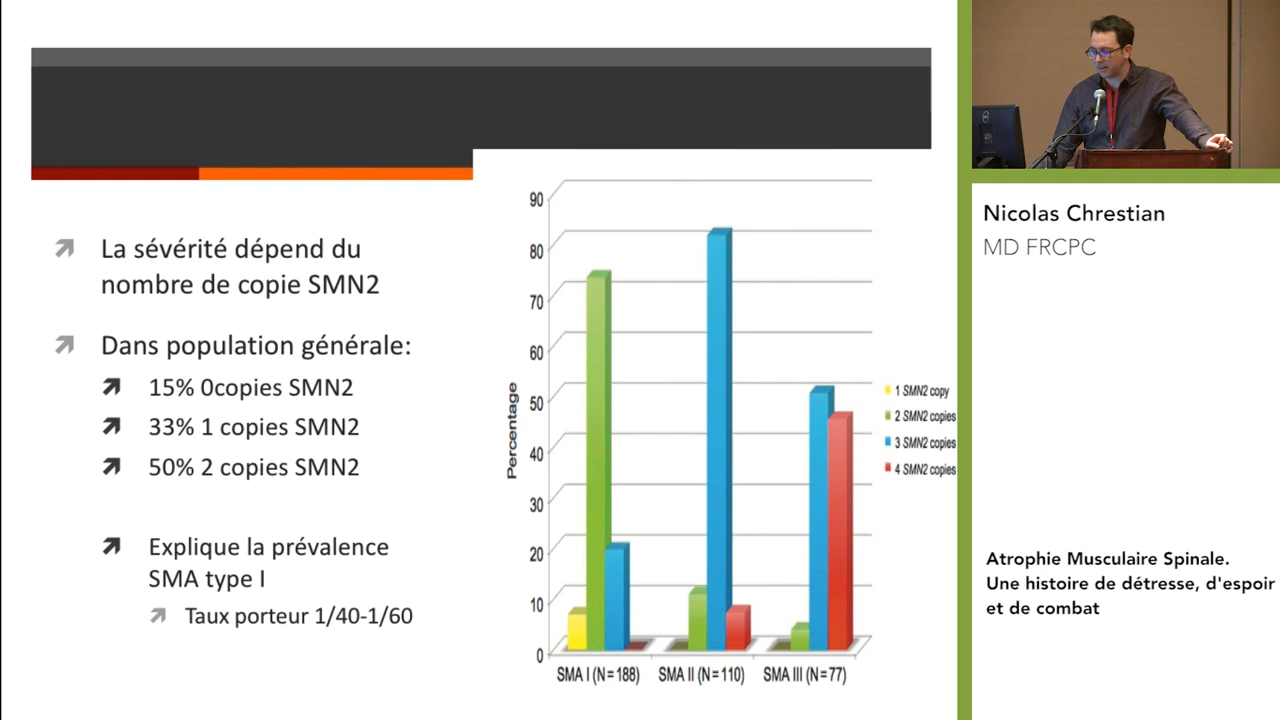 La sévérité dépend du
nombre de copie SMN2
Dans population générale:
15% 0copies SMN2
33% 1 copies SMN2
50% 2 copies SMN2
Explique la prévalence
SMA type I
Taux porteur 1/40-1/60
Percentage
90
80
70
60
50
40
30
20
10
0
SMA I (N=188)
SMA II (N=110)
SMA III (N=77)
1 SMN2 copy
2 SMN2 copies
3 SMN2 copies
4 SMN2 copies
Nicolas Chrestian
MD FRCPC
Atrophie Musculaire Spinale.
Une histoire de détresse, d'espoir
et de combat